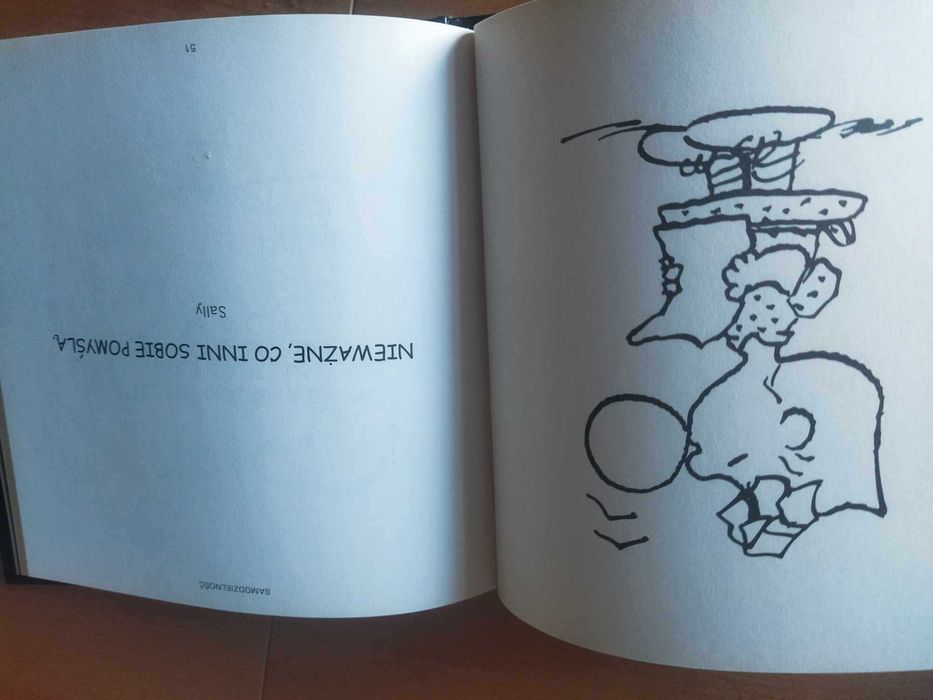 SAMODZIELNOŚĆ
NIEWAŻNE, CO INNI SOBIE POMYŚLĄ.
Sally
51